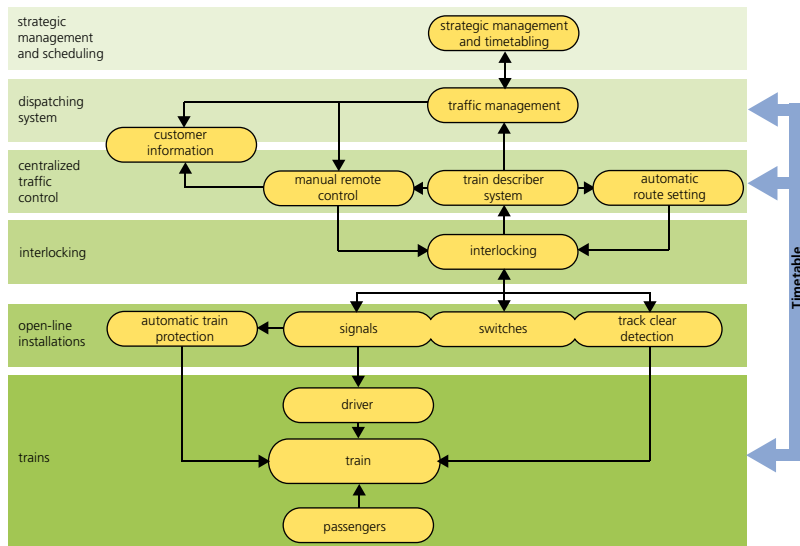 strategic
management
and scheduling
strategic management
and timetabling
dispatching
system
traffic management
customer
information
centralized
traffic
control
manual remote
control
train describer
system
automatic
route setting
interlocking
interlocking
open-line
installations
automatic train
protection
signals
switches
track clear
detection
driver
trains
train
passengers
Timetable